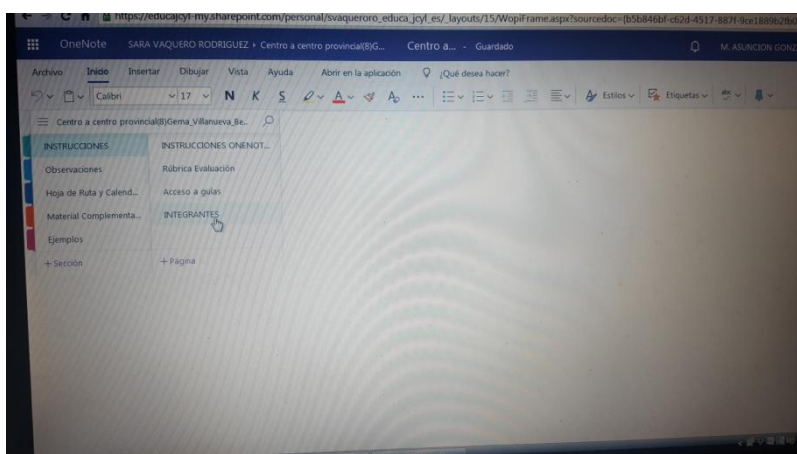 https://educajcyl-my.sharepoint.com/personal/svaqueroro_educa_jcyl_es/_layouts/15/WopiFrame.aspx?sourcedoc={b5b846bf-c62d-4517-887f-9ce1889b2fb0
OneNote SARA VAQUERO RODRIGUEZ Centro a centro provincial(8)G... Centro a... - Guardado M. ASUNCION GONZ
Archivo Inicio Insertar Dibujar Vista Ayuda Abrir en la aplicación ¿Qué desea hacer?
Calibri 17 N K S A Estilos Etiquetas abc
Centro a centro provincial(8)Gema_Villanueva_Be..
INSTRUCCIONES INSTRUCCIONES ONENOT...
Observaciones Rúbrica Evaluación
Hoja de Ruta y Calend... Acceso a guías
Material Complementa... INTEGRANTES
Ejemplos
+ Sección + Página